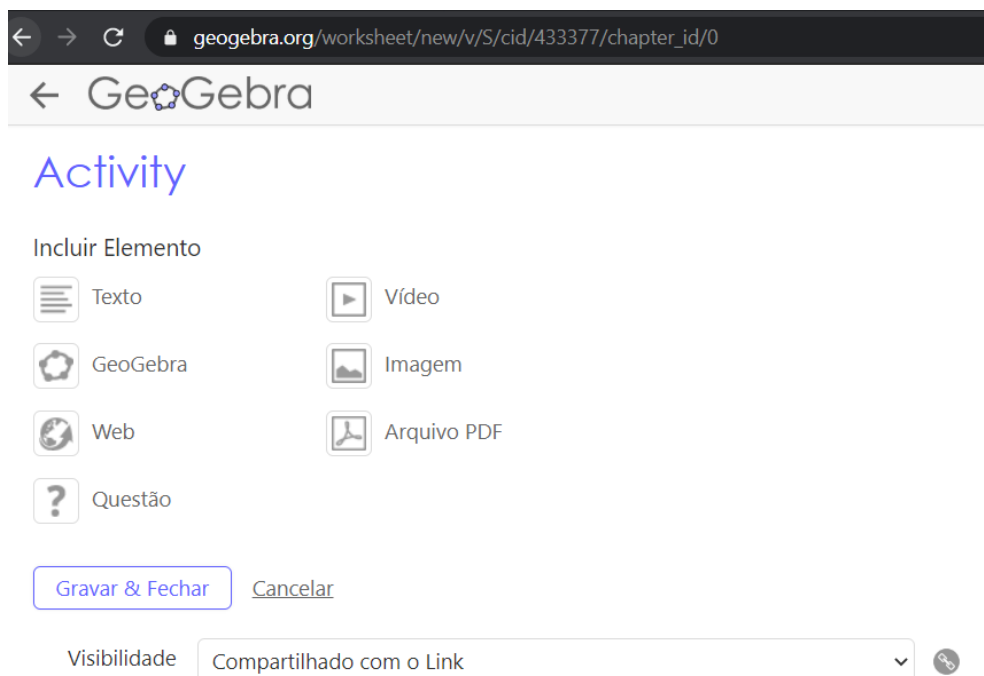 geogebra.org/worksheet/new/v/S/cid/433377/chapter_id/0
GeoGebra
Activity
Incluir Elemento
Texto
Vídeo
GeoGebra
Imagem
Web
Arquivo PDF
?
Questão
Gravar & Fechar
Cancelar
Visibilidade
Compartilhado com o Link